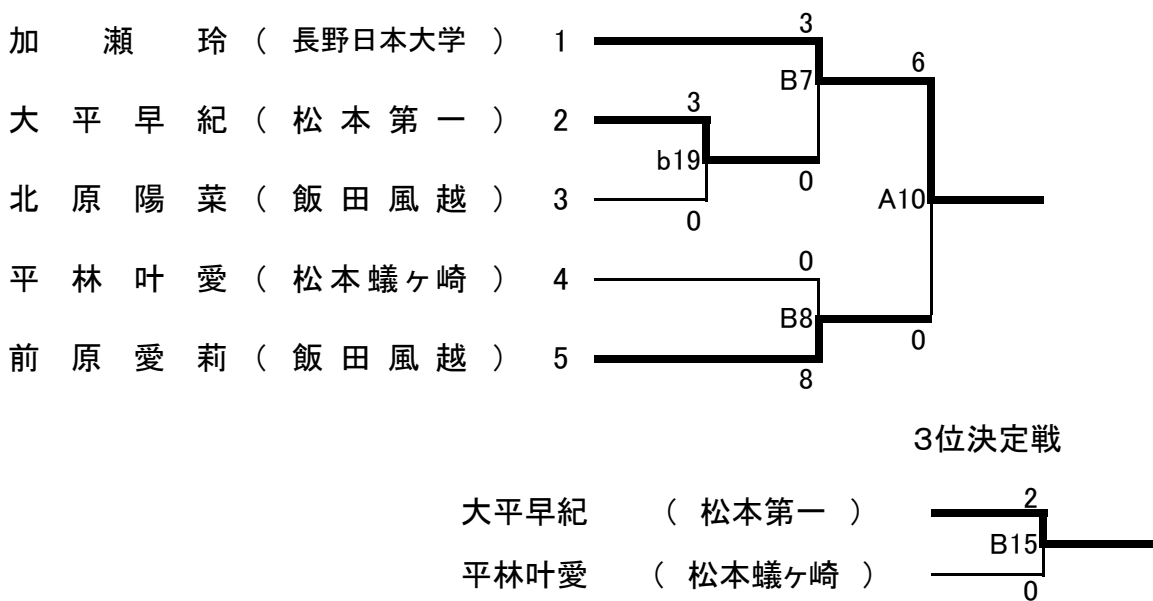 3
加瀬玲（長野日本大学）1
6
B7
3
大平早紀（松本第一）2
b19
0
A10
北原陽菜（飯田風越）3
0
0
平林叶愛（松本蟻ヶ崎）4
B8
0
前原愛莉（飯田風越）5
8
３位決定戦
大平早紀（松本第一）2
B15
平林叶愛（松本蟻ヶ崎）0